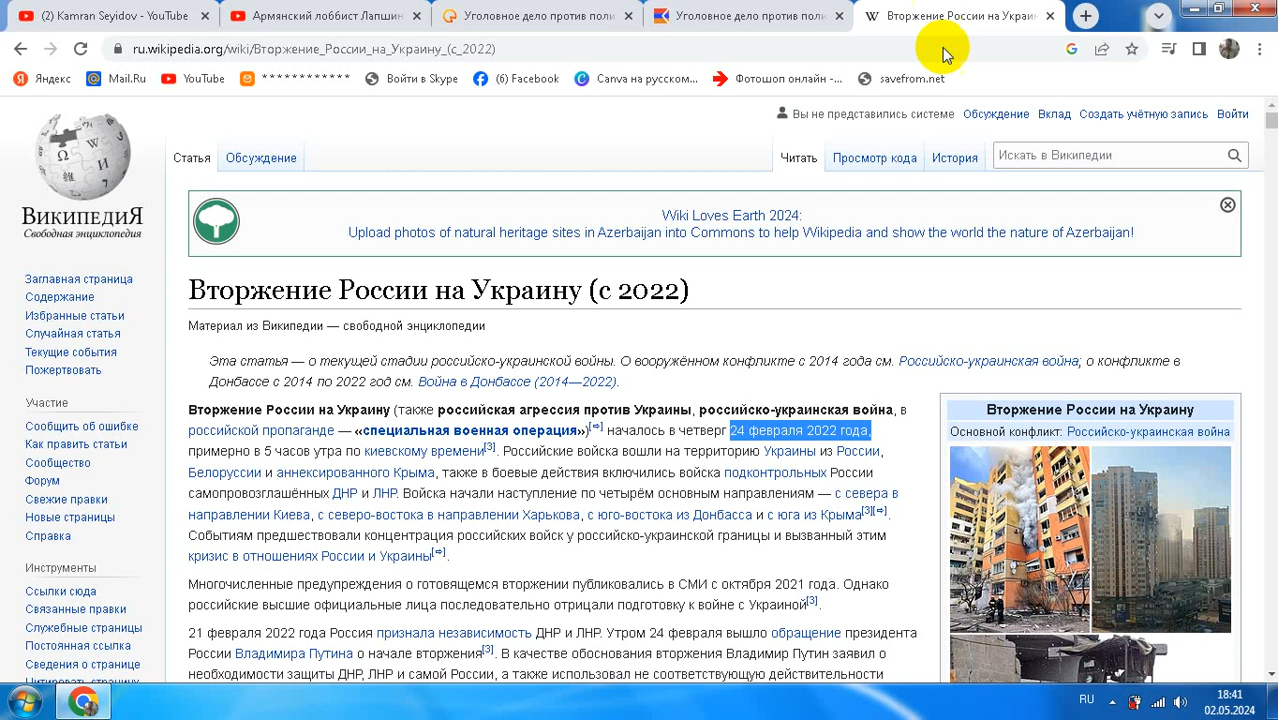 (2) Kamran Seyidov - YouTube
Армянский лоббист Лапшин
Уголовное дело против поли
Уголовное дело против поли
Вторжение России на Украин
ru.wikipedia.org/wiki/Вторжение_России_на_Украину_(с_2022)
Яндекс
Mail.Ru
YouTube
************
Войти в Skype
(6) Facebook
Canva на русском...
Фотошоп онлайн -...
savefrom.net
Вы не представились системе
Обсуждение
Вклад
Создать учётную запись
Войти
Статья
Обсуждение
Читать
Просмотр кода
История
Искать в Википедии
ВикипедиЯ
Свободная энциклопедия
Wiki Loves Earth 2024:
Upload photos of natural heritage sites in Azerbaijan into Commons to help Wikipedia and show the world the nature of Azerbaijan!
Заглавная страница
Содержание
Избранные статьи
Случайная статья
Текущие события
Пожертвовать
Участие
Сообщить об ошибке
Как править статьи
Сообщество
Форум
Свежие правки
Новые страницы
Справка
Инструменты
Ссылки сюда
Связанные правки
Служебные страницы
Постоянная ссылка
Сведения о странице
Цитировать страницу
Вторжение России на Украину (с 2022)
Материал из Википедии — свободной энциклопедии
Эта статья — о текущей стадии российско-украинской войны. О вооружённом конфликте с 2014 года см. Российско-украинская война; о конфликте в
Донбассе с 2014 по 2022 год см. Война в Донбассе (2014—2022).
Вторжение России на Украину (также российская агрессия против Украины, российско-украинская война, в
российской пропаганде — «специальная военная операция»)[⇨] началось в четверг 24 февраля 2022 года,
примерно в 5 часов утра по киевскому времени[3]. Российские войска вошли на территорию Украины из России,
Белоруссии и аннексированного Крыма, также в боевые действия включились войска подконтрольных России
самопровозглашённых ДНР и ЛНР. Войска начали наступление по четырём основным направлениям — с севера в
направлении Киева, с северо-востока в направлении Харькова, с юго-востока из Донбасса и с юга из Крыма[3][⇨].
Событиям предшествовали концентрация российских войск у российско-украинской границы и вызванный этим
кризис в отношениях России и Украины[⇨].
Многочисленные предупреждения о готовящемся вторжении публиковались в СМИ с октября 2021 года. Однако
российские высшие официальные лица последовательно отрицали подготовку к войне с Украиной[3].
21 февраля 2022 года Россия признала независимость ДНР и ЛНР. Утром 24 февраля вышло обращение президента
России Владимира Путина о начале вторжения[3]. В качестве обоснования вторжения Владимир Путин заявил о
необходимости защиты ДНР, ЛНР и самой России, а также использовал не соответствующую действительности
Вторжение России на Украину
Основной конфликт: Российско-украинская война
RU
18:41
02.05.2024